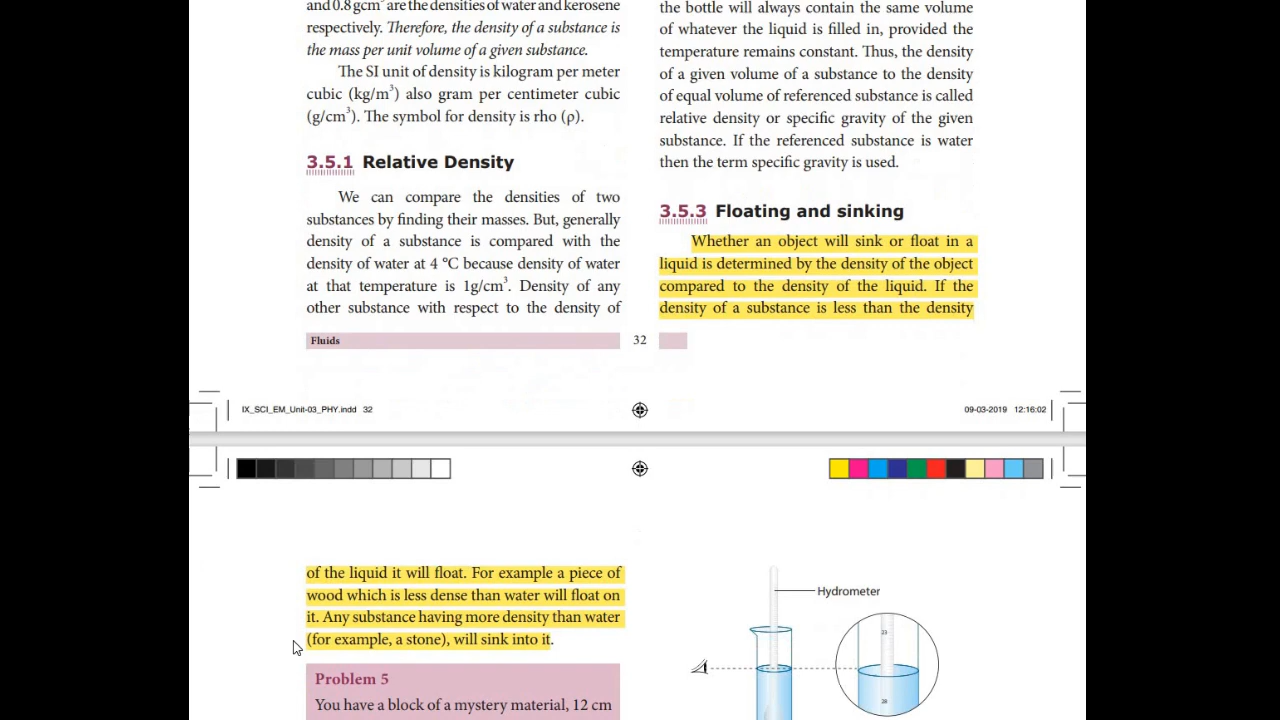 and 0.8 gcm³ are the densities of water and kerosene
respectively. Therefore, the density of a substance is
the mass per unit volume of a given substance.
The SI unit of density is kilogram per meter
cubic (kg/m³) also gram per centimeter cubic
(g/cm³). The symbol for density is rho (ρ).
3.5.1 Relative Density
We can compare the densities of two
substances by finding their masses. But, generally
density of a substance is compared with the
density of water at 4 °C because density of water
at that temperature is 1g/cm³. Density of any
other substance with respect to the density of
the bottle will always contain the same volume
of whatever the liquid is filled in, provided the
temperature remains constant. Thus, the density
of a given volume of a substance to the density
of equal volume of referenced substance is called
relative density or specific gravity of the given
substance. If the referenced substance is water
then the term specific gravity is used.
3.5.3 Floating and sinking
Whether an object will sink or float in a
liquid is determined by the density of the object
compared to the density of the liquid. If the
density of a substance is less than the density
Fluids
32
IX_SCI_EM_Unit-03_PHY.indd 32
09-03-2019 12:16:02
of the liquid it will float. For example a piece of
wood which is less dense than water will float on
it. Any substance having more density than water
(for example, a stone), will sink into it.
Problem 5
You have a block of a mystery material, 12 cm
Hydrometer
23
28